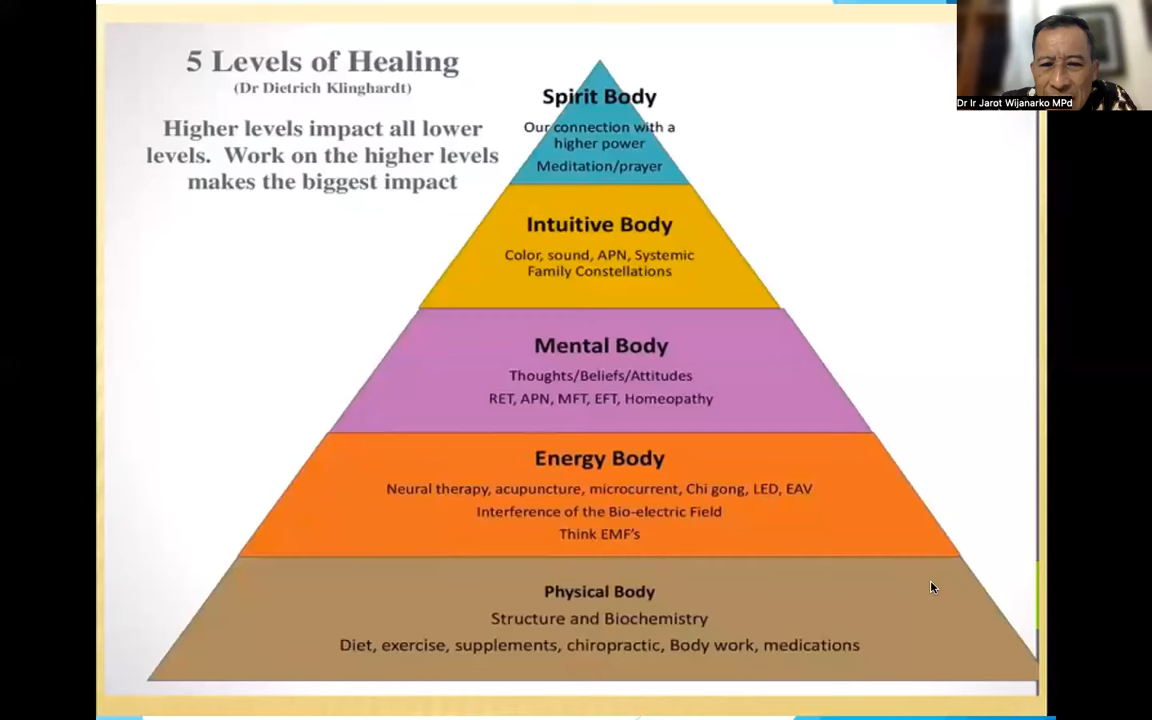 5 Levels of Healing
(Dr Dietrich Klinghardt)
Higher levels impact all lower
levels. Work on the higher levels
makes the biggest impact
Spirit Body
Our connection with a
higher power
Meditation/prayer
Intuitive Body
Color, sound, APN, Systemic
Family Constellations
Mental Body
Thoughts/Beliefs/Attitudes
RET, APN, MFT, EFT, Homeopathy
Energy Body
Neural therapy, acupuncture, microcurrent, Chi gong, LED, EAV
Interference of the Bio-electric Field
Think EMF's
Physical Body
Structure and Biochemistry
Diet, exercise, supplements, chiropractic, Body work, medications
Dr Ir Jarot Wijanarko MPd